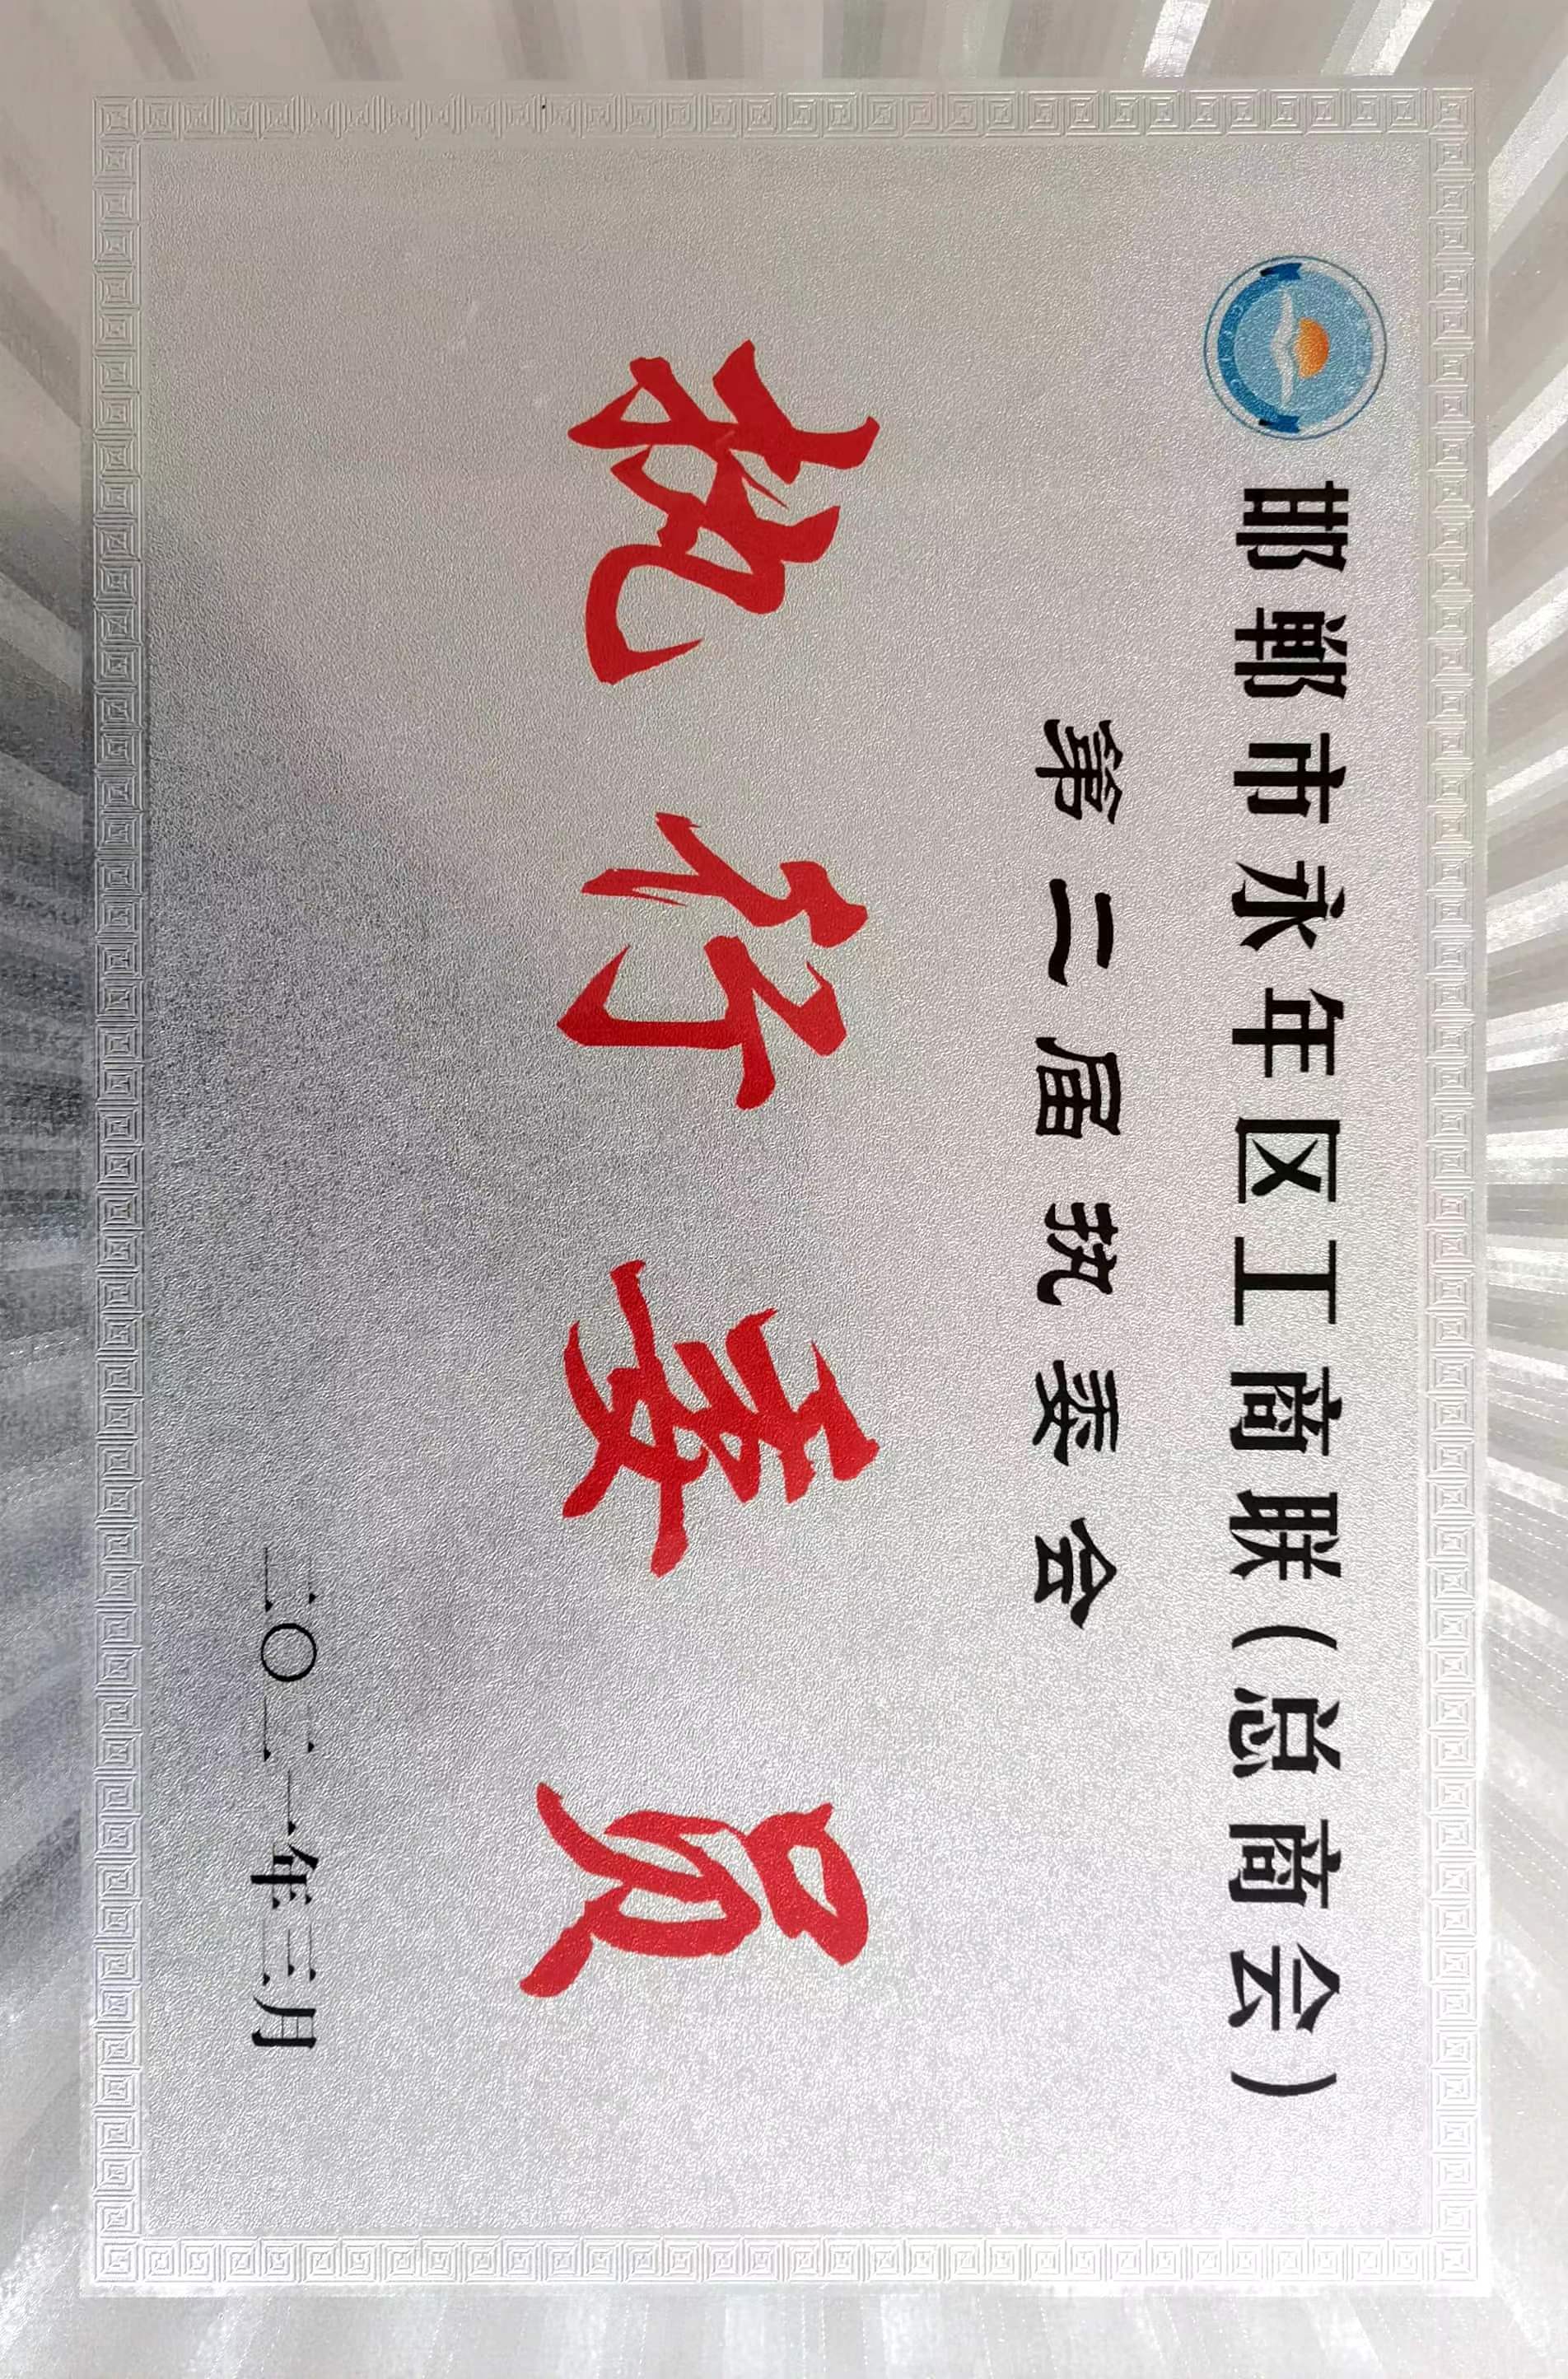 邯郸市永年区工商联(总商会)
第二届执委会
执行委员
二〇二一年三月